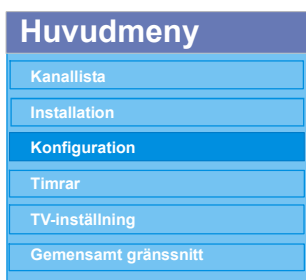 Huvudmeny
Kanallista
Installation
Konfiguration
Timrar
TV-inställning
Gemensamt gränssnitt